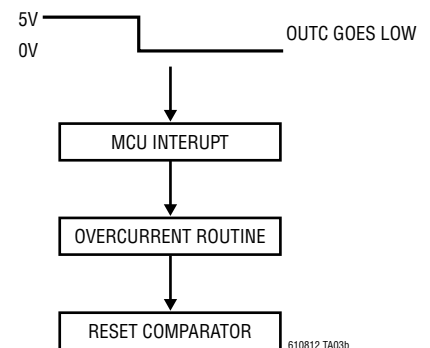 5V
0V
OUTC GOES LOW
MCU INTERUPT
OVERCURRENT ROUTINE
RESET COMPARATOR
610812 TA03b